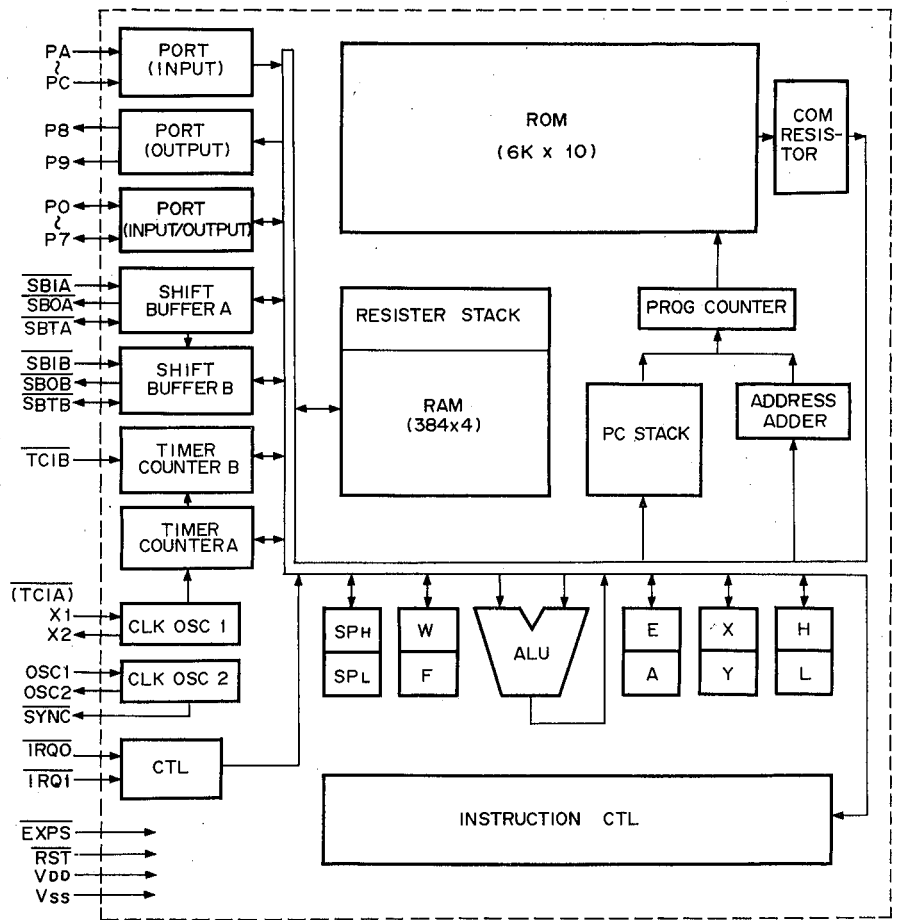 PA
~
PC
PORT
(INPUT)
P8
P9
PORT
(OUTPUT)
P0
~
P7
PORT
(INPUT/OUTPUT)
SBIA
SBOA
SBTA
SHIFT
BUFFER A
SBIB
SBOB
SBTB
SHIFT
BUFFER B
TCIB
TIMER
COUNTER B
TIMER
COUNTER A
(TCIA)
X1
X2
CLK OSC 1
OSC1
OSC2
SYNC
CLK OSC 2
IRQ0
IRQ1
CTL
EXPS
RST
VDD
VSS
ROM
(6K x 10)
COM
RESIS-
TOR
PROG COUNTER
RESISTER STACK
RAM
(384x4)
PC STACK
ADDRESS
ADDER
SPH
SPL
W
F
ALU
E
A
X
Y
H
L
INSTRUCTION CTL